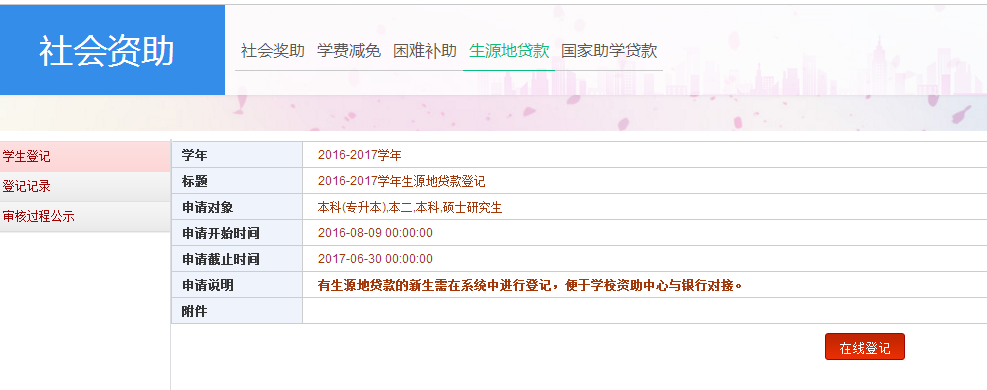 社会资助
社会奖助 学费减免 困难补助 生源地贷款 国家助学贷款
学生登记
登记记录
审核过程公示
学年 2016-2017学年
标题 2016-2017学年生源地贷款登记
申请对象 本科(专升本),本二,本科,硕士研究生
申请开始时间 2016-08-09 00:00:00
申请截止时间 2017-06-30 00:00:00
申请说明 有生源地贷款的新生需在系统中进行登记，便于学校资助中心与银行对接。
附件
在线登记